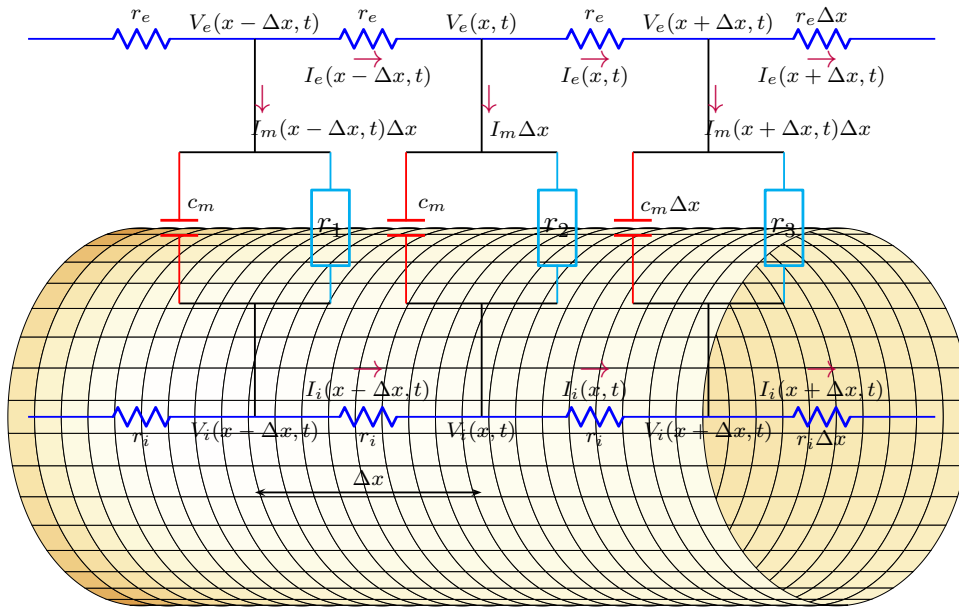 r_e V_e(x − Δx, t) r_e V_e(x, t) r_e V_e(x + Δx, t) r_eΔx
I_e(x − Δx, t) I_e(x, t) I_e(x + Δx, t)
I_m(x − Δx, t)Δx I_mΔx I_m(x + Δx, t)Δx
c_m r_1 c_m r_2 c_mΔx r_3
I_i(x − Δx, t) I_i(x, t) I_i(x + Δx, t)
r_i V_i(x − Δx, t) r_i V_i(x, t) r_i V_i(x + Δx, t) r_iΔx
Δx